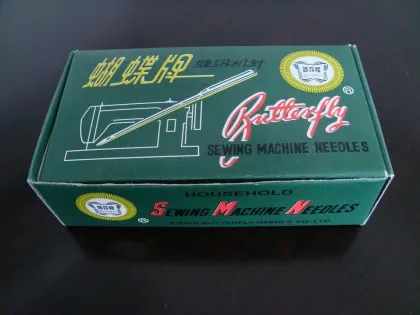 蝴蝶牌 缝纫机针
Butterfly
®
SEWING MACHINE NEEDLES
HOUSEHOLD
SEWING MACHINE NEEDLES
®